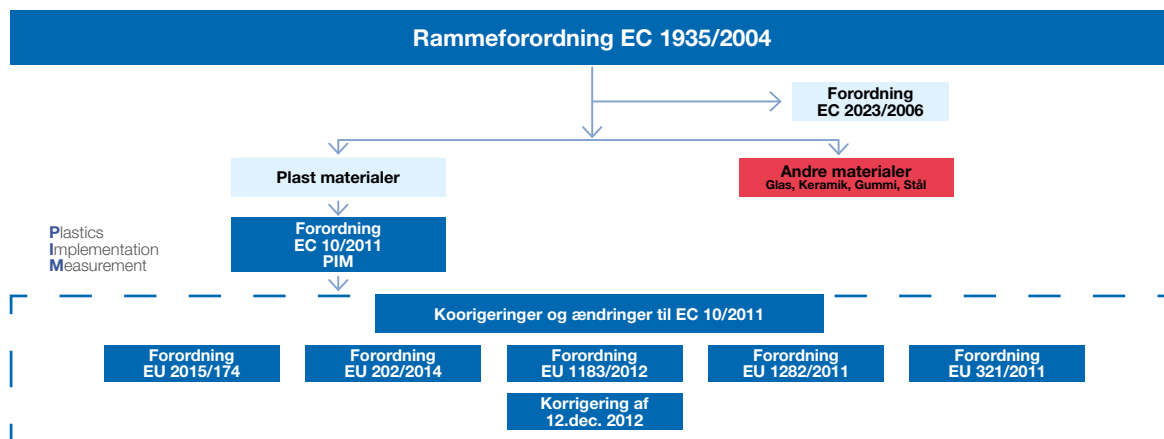 Rammeforordning EC 1935/2004
Forordning
EC 2023/2006
Plast materialer
Andre materialer
Glas, Keramik, Gummi, Stål
Plastics
Implementation
Measurement
Forordning
EC 10/2011
PIM
Koorigeringer og ændringer til EC 10/2011
Forordning
EU 2015/174
Forordning
EU 202/2014
Forordning
EU 1183/2012
Forordning
EU 1282/2011
Forordning
EU 321/2011
Korrigering af
12.dec. 2012